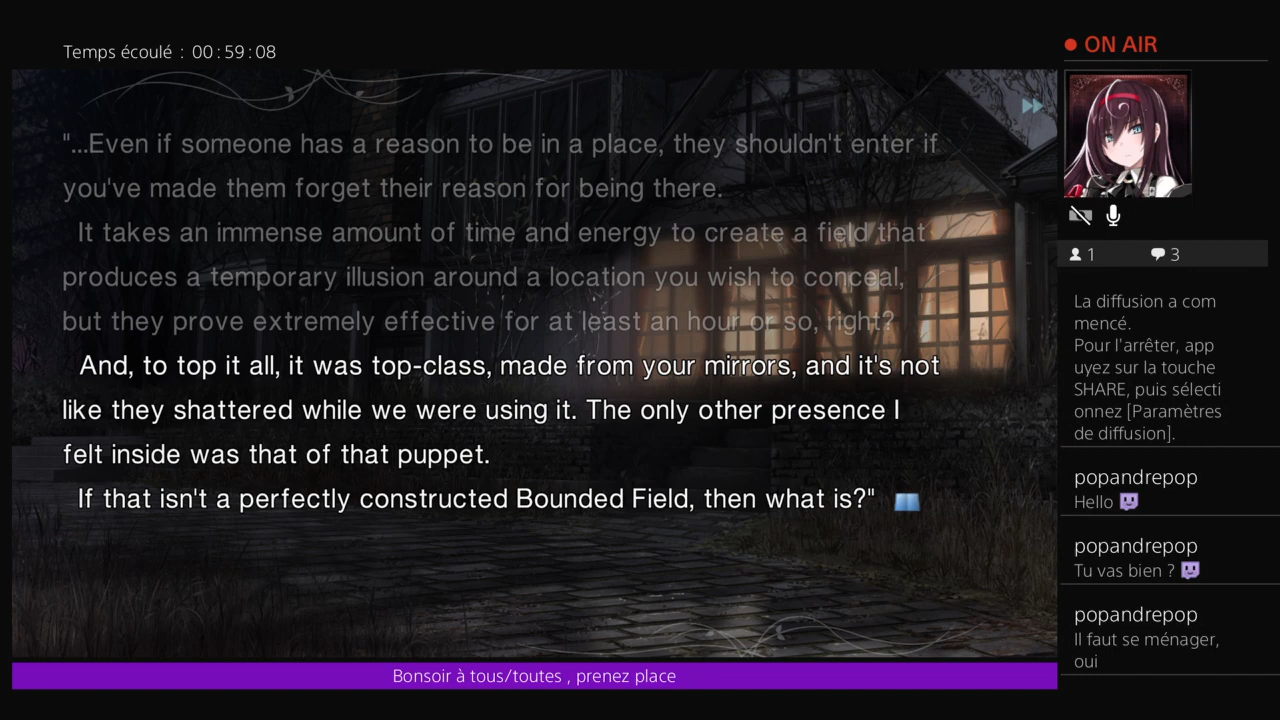 Temps écoulé : 00:59:08
"...Even if someone has a reason to be in a place, they shouldn't enter if
you've made them forget their reason for being there.
It takes an immense amount of time and energy to create a field that
produces a temporary illusion around a location you wish to conceal,
but they prove extremely effective for at least an hour or so, right?
And, to top it all, it was top-class, made from your mirrors, and it's not
like they shattered while we were using it. The only other presence I
felt inside was that of that puppet.
If that isn't a perfectly constructed Bounded Field, then what is?"
Bonsoir à tous/toutes , prenez place
ON AIR
1
3
La diffusion a com
mencé.
Pour l'arrêter, app
uyez sur la touche
SHARE, puis sélecti
onnez [Paramètres
de diffusion].
popandrepop
Hello
popandrepop
Tu vas bien ?
popandrepop
Il faut se ménager,
oui